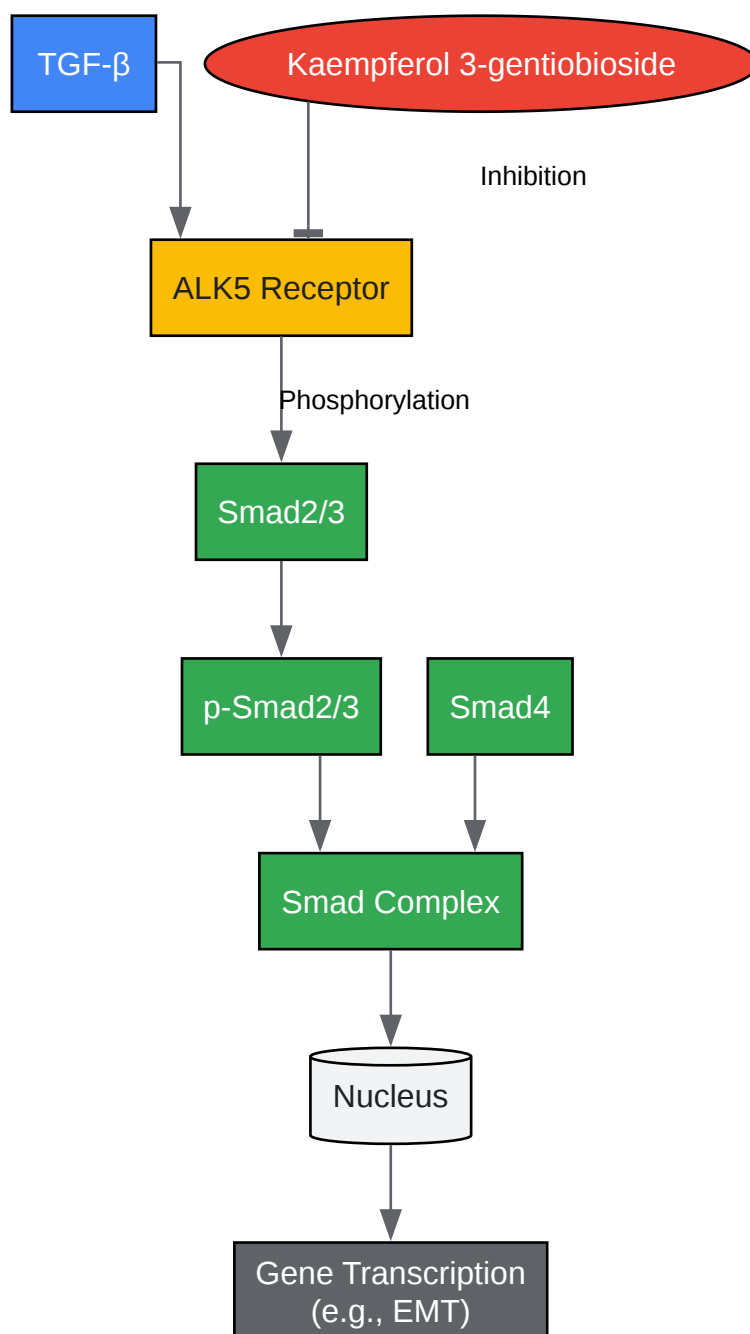 TGF-β
Kaempferol 3-gentiobioside
Inhibition
ALK5 Receptor
Phosphorylation
Smad2/3
p-Smad2/3
Smad4
Smad Complex
Nucleus
Gene Transcription
(e.g., EMT)